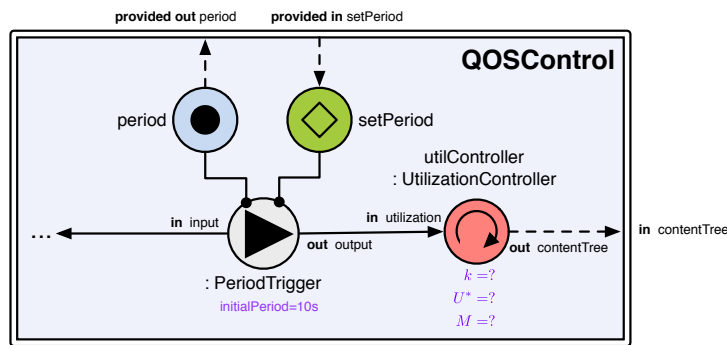 provided out period
provided in setPeriod
QOSControl
period
setPeriod
utilController
: UtilizationController
in utilization
in input
...
out output
out contentTree
in contentTree
: PeriodTrigger
initialPeriod=10s
k =?
U* =?
M =?